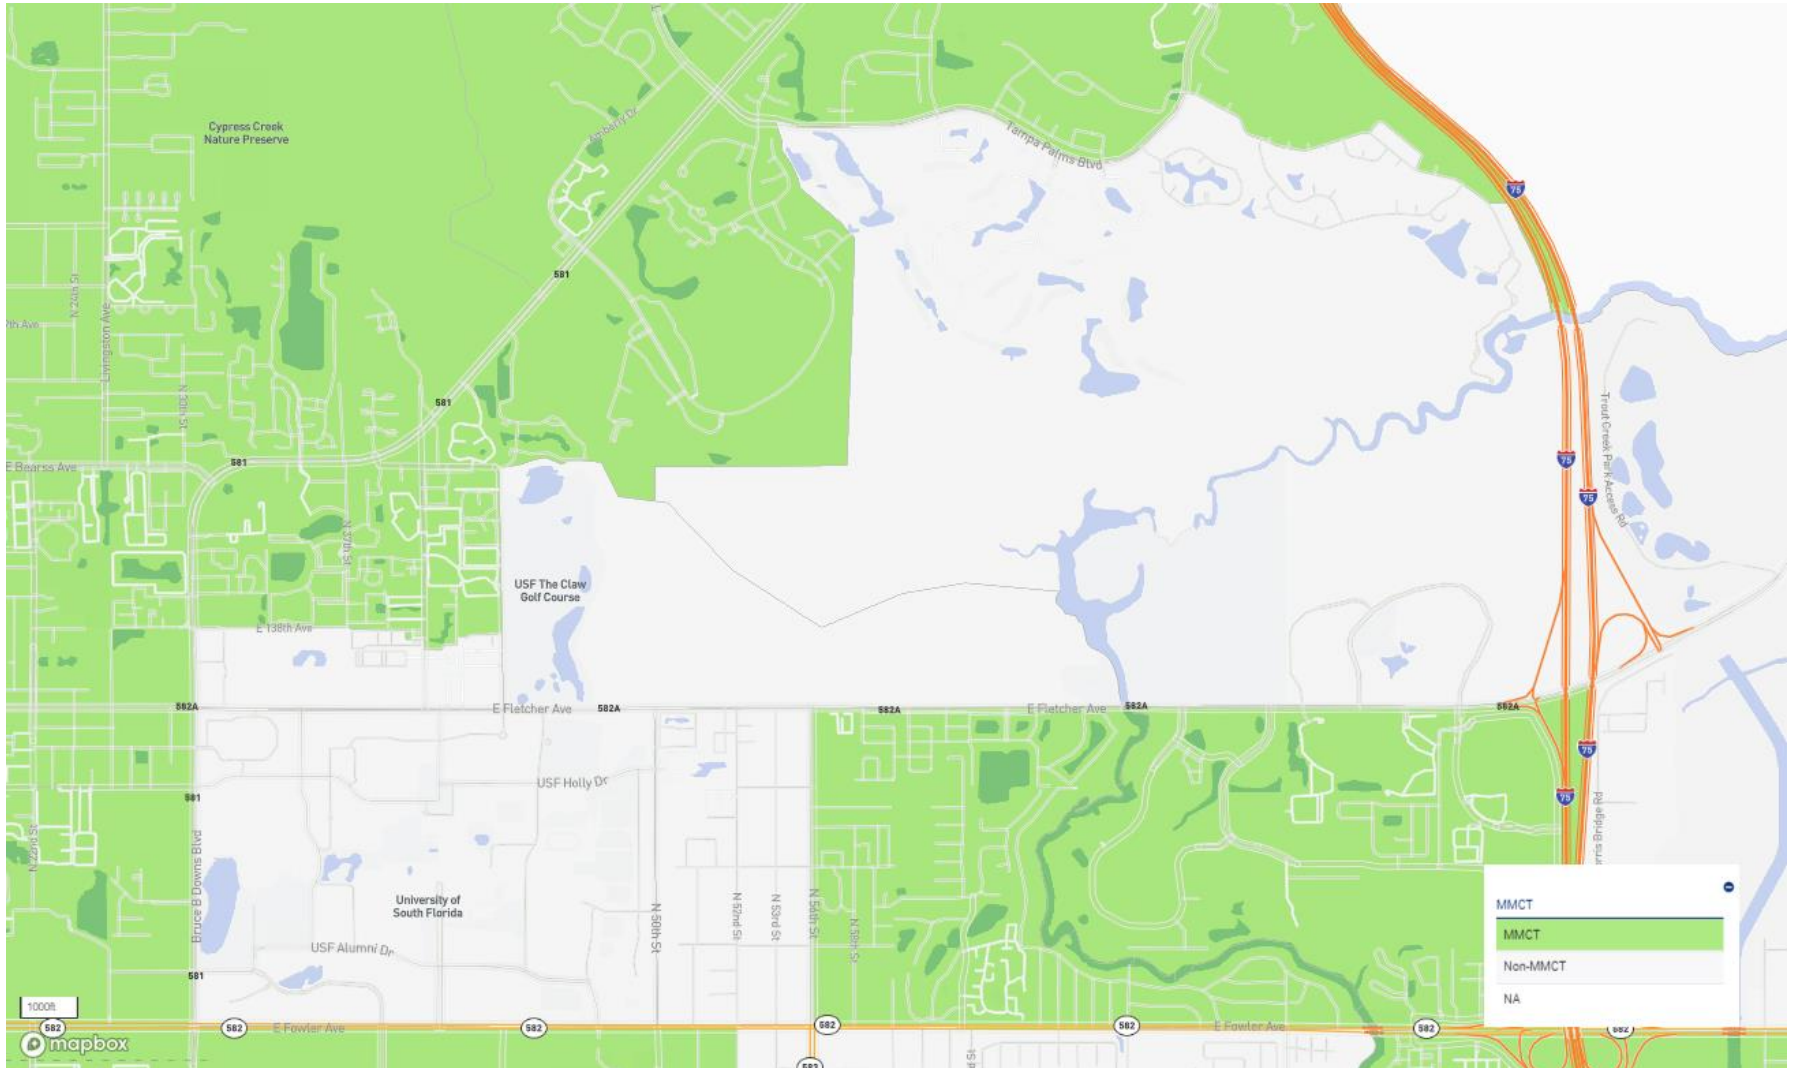 Cypress Creek
Nature Preserve
Amberly Dr
Tampa Palms Blvd
75
N 24th St
581
7th Ave
Livingston Ave
N 30th St
581
Trout Creek Park Access Rd
E Bearss Ave
581
75
75
N 37th St
USF The Claw
Golf Course
E 138th Ave
582A
E Fletcher Ave
582A
582A
E Fletcher Ave
582A
582A
75
USF Holly Dr
581
75
N 22nd St
Bruce B Downs Blvd
University of
South Florida
N 50th St
N 52nd St
N 53rd St
N 56th St
N 58th St
USF Alumni Dr
581
MMCT
MMCT
Non-MMCT
NA
1000ft
582
582
E Fowler Ave
582
582
582
E Fowler Ave
582
582
mapbox
St